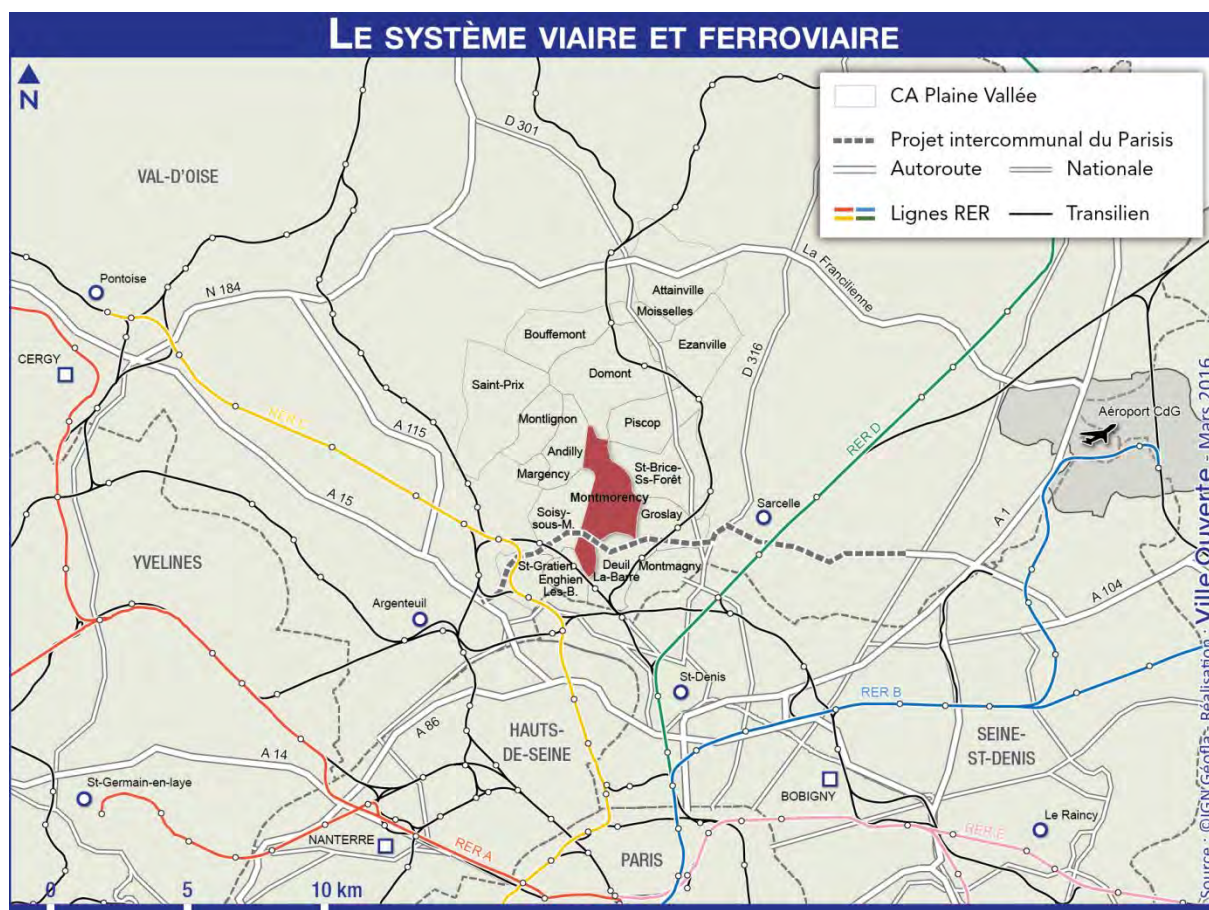 LE SYSTÈME VIAIRE ET FERROVIAIRE
N
CA Plaine Vallée
Projet intercommunal du Parisis
Autoroute
Nationale
Lignes RER
Transilien
VAL-D'OISE
D 301
La Francilienne
Pontoise
N 184
Attainville
Moisselles
Bouffemont
Ezanville
CERGY
D 316
Domont
Saint-Prix
Aéroport CdG
RER C
Montlignon
Piscop
A 115
RER D
Andilly
St-Brice-
Ss-Forêt
Margency
Montmorency
A 15
Sarcelle
Soisy-
sous-M.
Groslay
A 1
YVELINES
St-Gratien
Enghien
Les-B.
Deuil
La-Barre
Montmagny
A 104
Argenteuil
St-Denis
RER B
A 86
HAUTS-
DE-SEINE
SEINE-
ST-DENIS
A 14
St-Germain-en-laye
BOBIGNY
Le Raincy
NANTERRE
RER A
RER E
PARIS
0 5 10 km
Source : ©IGN Géofla - Réalisation : Ville Ouverte - Mars 2016